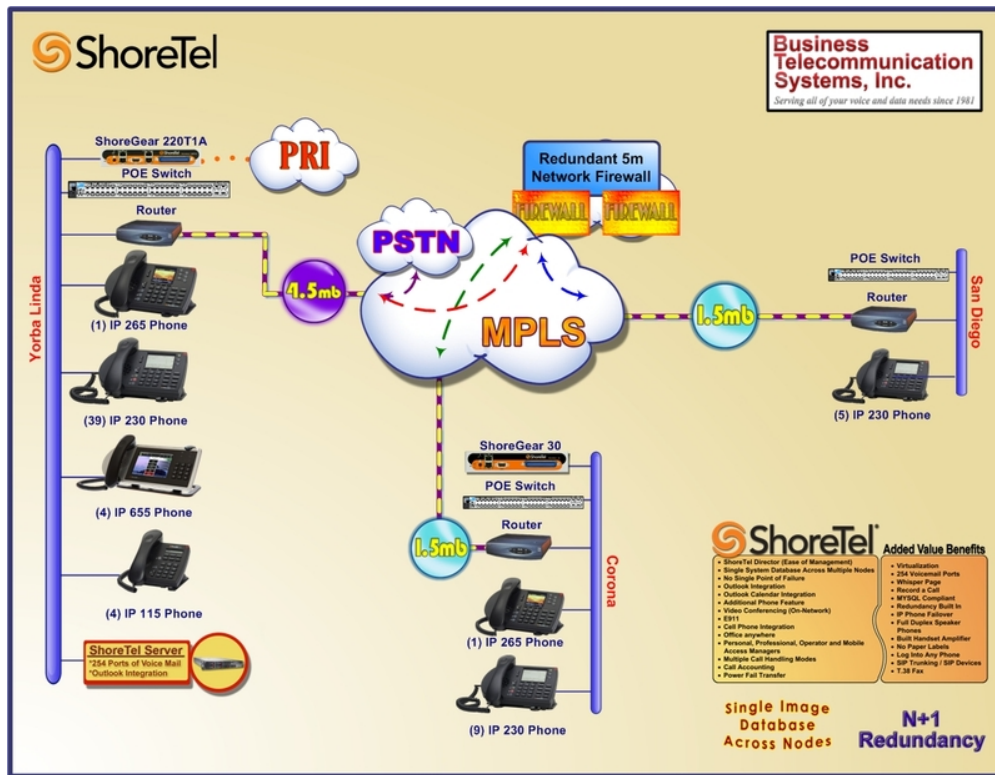 ShoreTel
Business
Telecommunication
Systems, Inc.
Serving all of your voice and data needs since 1981
ShoreGear 220T1A
PRI
POE Switch
Router
(1) IP 265 Phone
(39) IP 230 Phone
(4) IP 655 Phone
(4) IP 115 Phone
ShoreTel Server
*254 Ports of Voice Mail
*Outlook Integration
Yorba Linda
4.5mb
PSTN
MPLS
Redundant 5m
Network Firewall
FIREWALL
FIREWALL
1.5mb
POE Switch
Router
(5) IP 230 Phone
San Diego
1.5mb
ShoreGear 30
POE Switch
Router
(1) IP 265 Phone
(9) IP 230 Phone
Corona
ShoreTel
• ShoreTel Director (Ease of Management)
• Single System Database Across Multiple Nodes
• No Single Point of Failure
• Outlook Integration
• Outlook Calendar Integration
• Additional Phone Feature
• Video Conferencing (On-Network)
• E911
• Cell Phone Integration
• Office anywhere
• Personal, Professional, Operator and Mobile
Access Managers
• Multiple Call Handling Modes
• Call Accounting
• Power Fail Transfer
Added Value Benefits
• Virtualization
• 254 Voicemail Ports
• Whisper Page
• Record a Call
• MYSQL Compliant
• Redundancy Built In
• IP Phone Failover
• Full Duplex Speaker
Phones
• Built Handset Amplifier
• No Paper Labels
• Log Into Any Phone
• SIP Trunking / SIP Devices
• T.38 Fax
Single Image
Database
Across Nodes
N+1
Redundancy